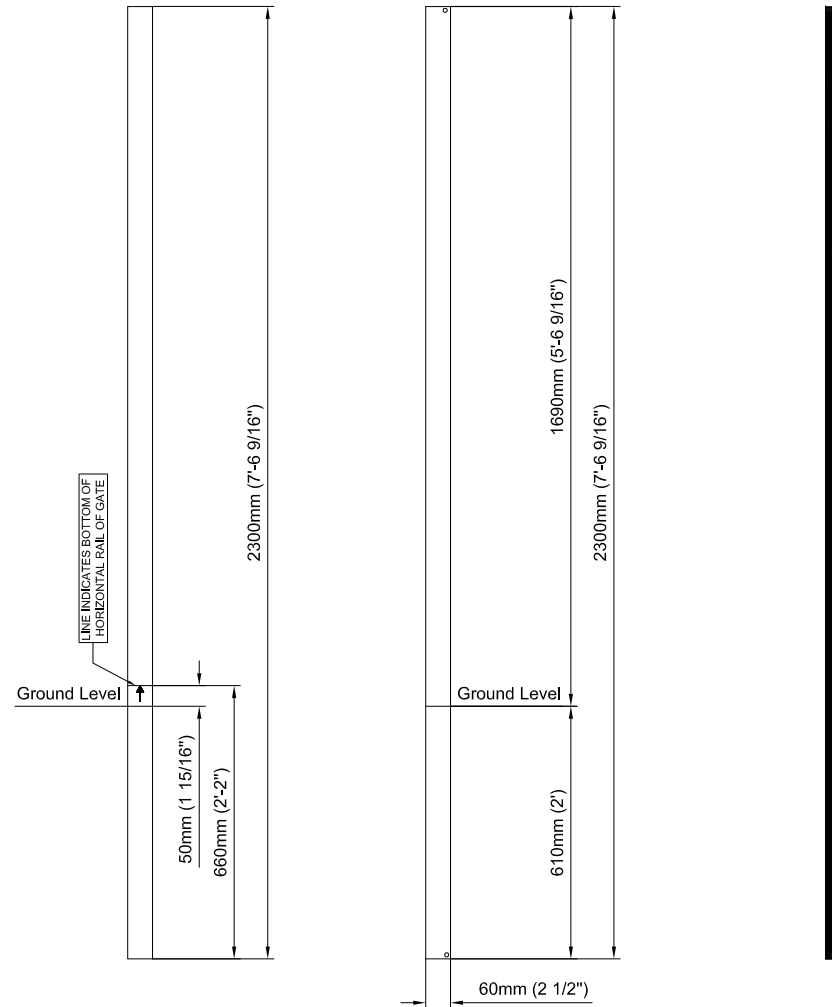 LINE INDICATES BOTTOM OF
HORIZONTAL RAIL OF GATE
Ground Level
50mm (1 15/16")
660mm (2'-2")
2300mm (7'-6 9/16")
Ground Level
1690mm (5'-6 9/16")
610mm (2')
2300mm (7'-6 9/16")
60mm (2 1/2")